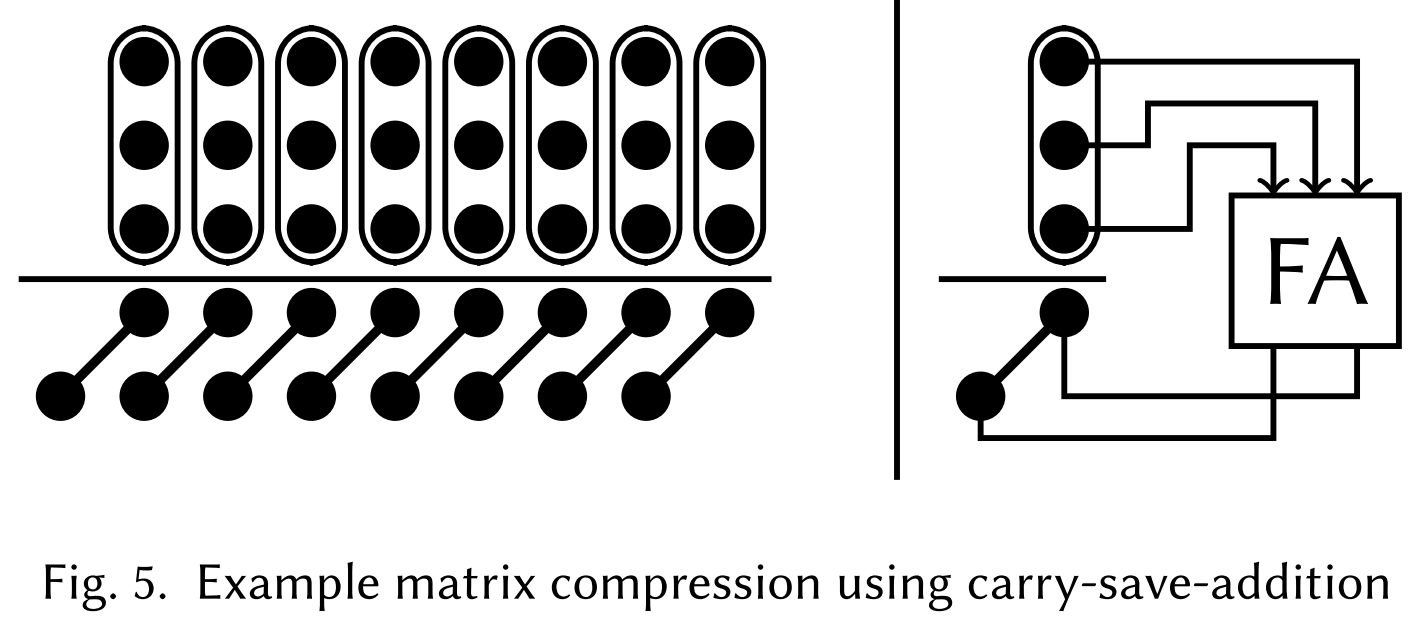 FA
Fig. 5. Example matrix compression using carry-save-addition